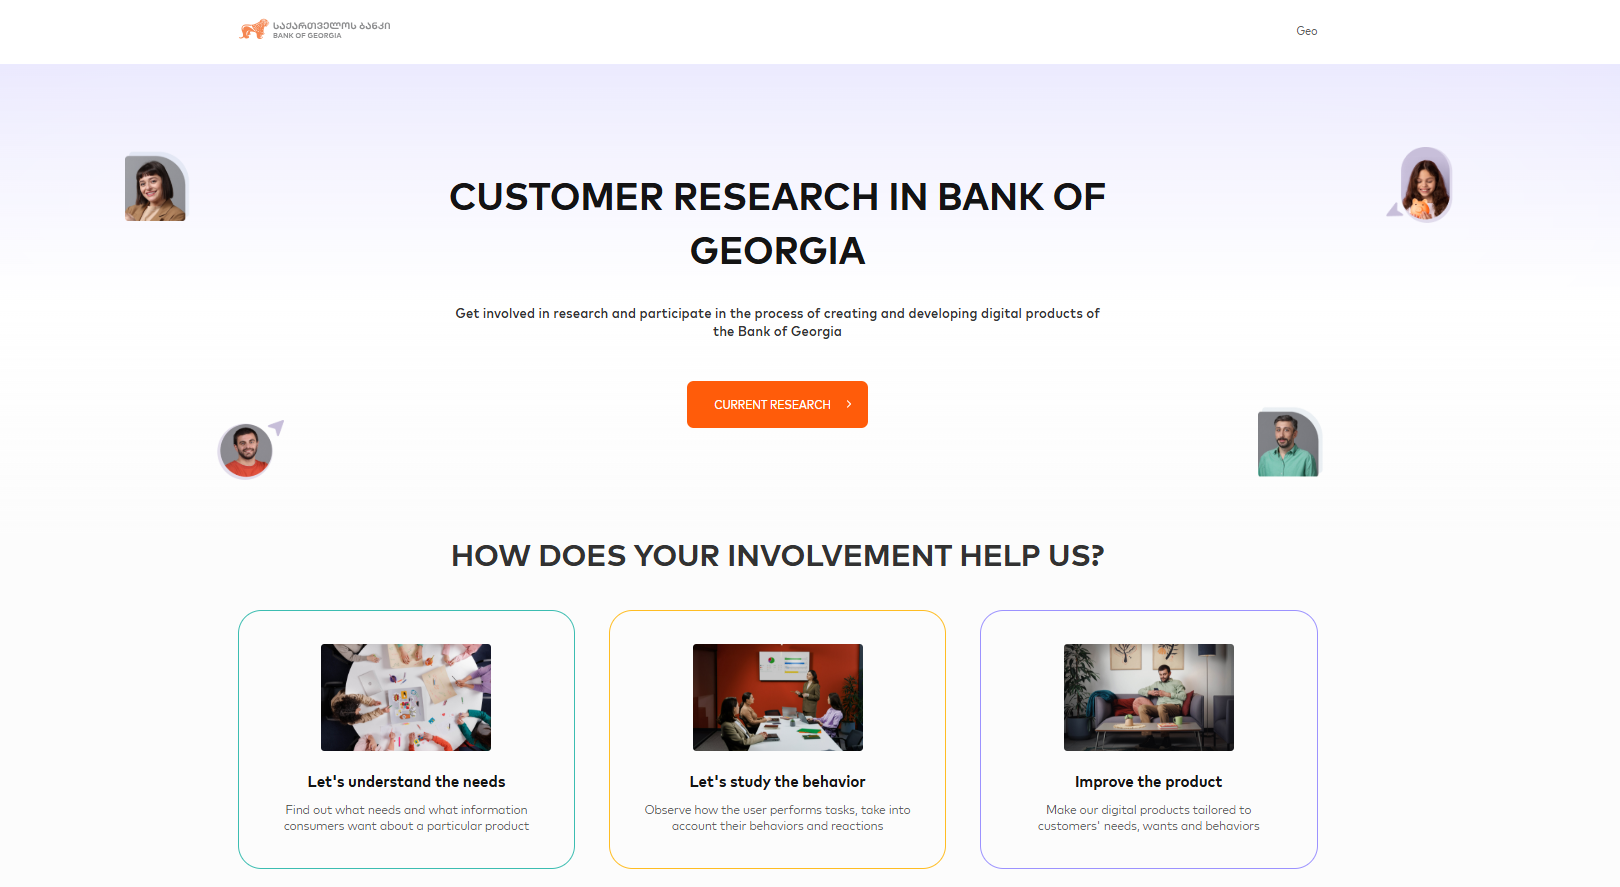 საქართველოს ბანკი
BANK OF GEORGIA
Geo
CUSTOMER RESEARCH IN BANK OF
GEORGIA
Get involved in research and participate in the process of creating and developing digital products of
the Bank of Georgia
CURRENT RESEARCH
HOW DOES YOUR INVOLVEMENT HELP US?
Let's understand the needs
Find out what needs and what information
consumers want about a particular product
Let's study the behavior
Observe how the user performs tasks, take into
account their behaviors and reactions
Improve the product
Make our digital products tailored to
customers' needs, wants and behaviors